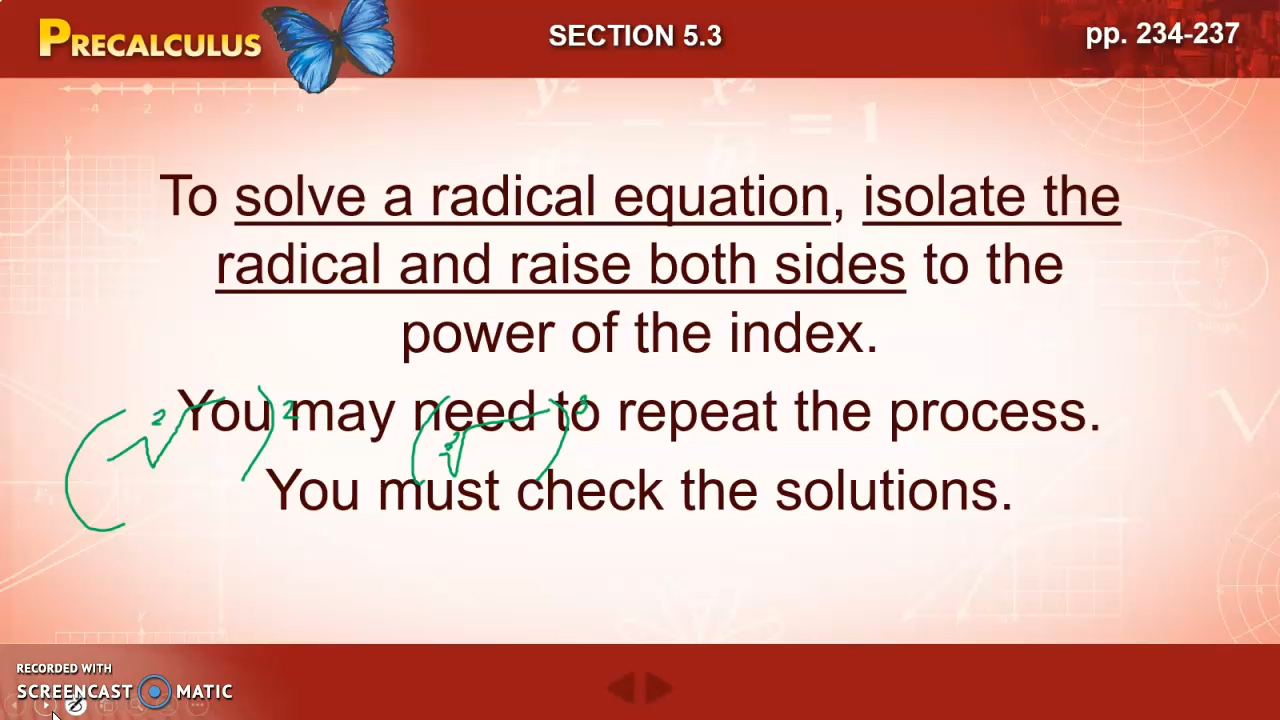 PRECALCULUS
SECTION 5.3
pp. 234-237
To solve a radical equation, isolate the
radical and raise both sides to the
power of the index.
You may need to repeat the process.
You must check the solutions.
RECORDED WITH
SCREENCAST MATIC